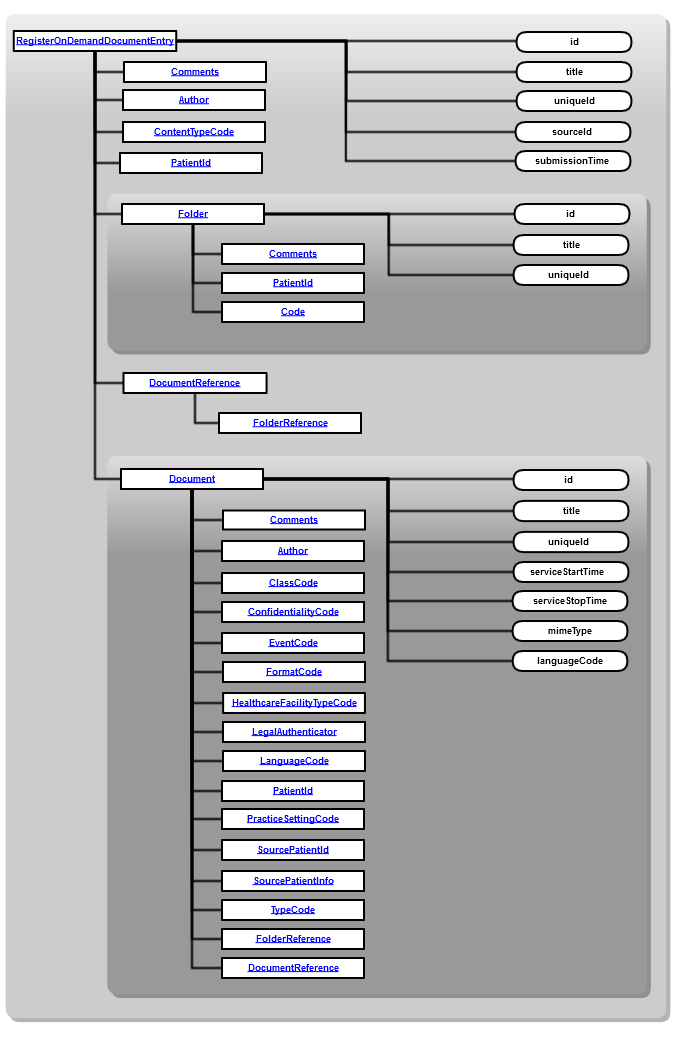 RegisterOnDemandDocumentEntry
id
Comments
title
Author
uniqueId
ContentTypeCode
sourceId
PatientId
submissionTime
Folder
id
Comments
title
PatientId
uniqueId
Code
DocumentReference
FolderReference
Document
id
Comments
title
Author
uniqueId
ClassCode
serviceStartTime
ConfidentialityCode
serviceStopTime
EventCode
mimeType
FormatCode
languageCode
HealthcareFacilityTypeCode
LegalAuthenticator
LanguageCode
PatientId
PracticeSettingCode
SourcePatientId
SourcePatientInfo
TypeCode
FolderReference
DocumentReference